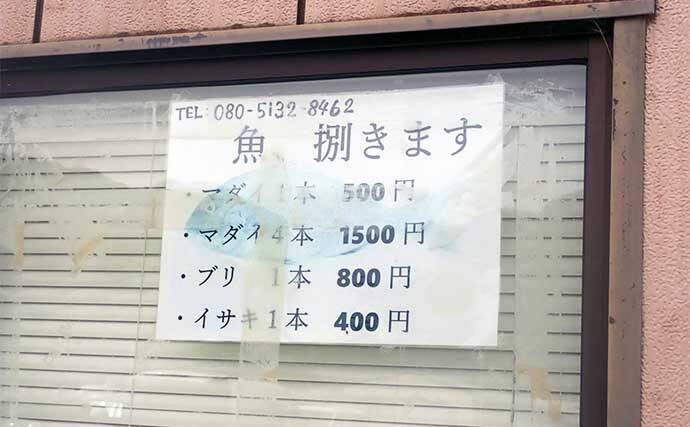 TEL: 080-5132-8462
魚 捌きます
・マダイ 1本 500円
・マダイ 4本 1500円
・ブリ 1本 800円
・イサキ 1本 400円